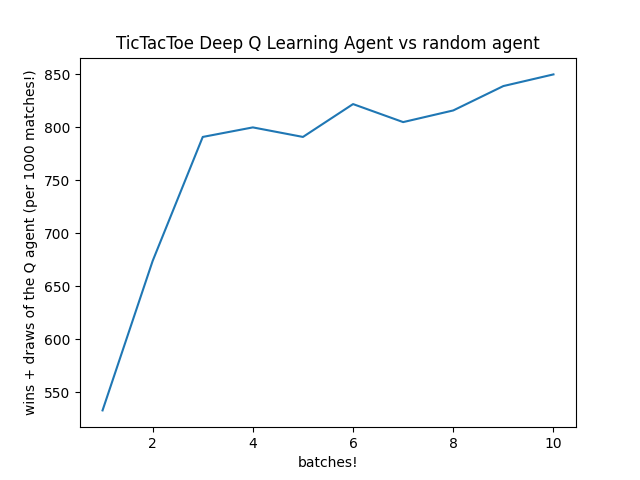 TicTacToe Deep Q Learning Agent vs random agent
wins + draws of the Q agent (per 1000 matches!)
850
800
750
700
650
600
550
2 4 6 8 10
batches!